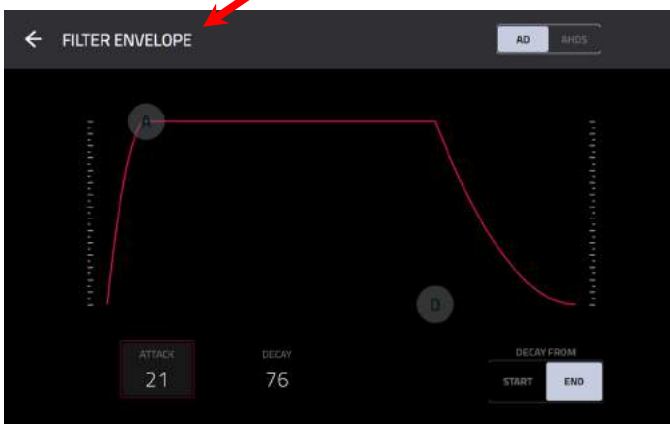 FILTER ENVELOPE
AD AHDS
A
D
ATTACK DECAY DECAY FROM
21 76 START END